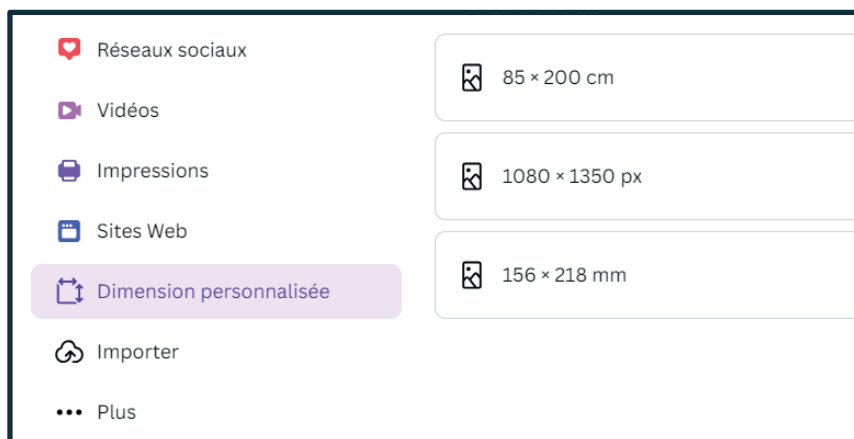 Réseaux sociaux
Vidéos
Impressions
Sites Web
Dimension personnalisée
Importer
Plus
85 × 200 cm
1080 × 1350 px
156 × 218 mm